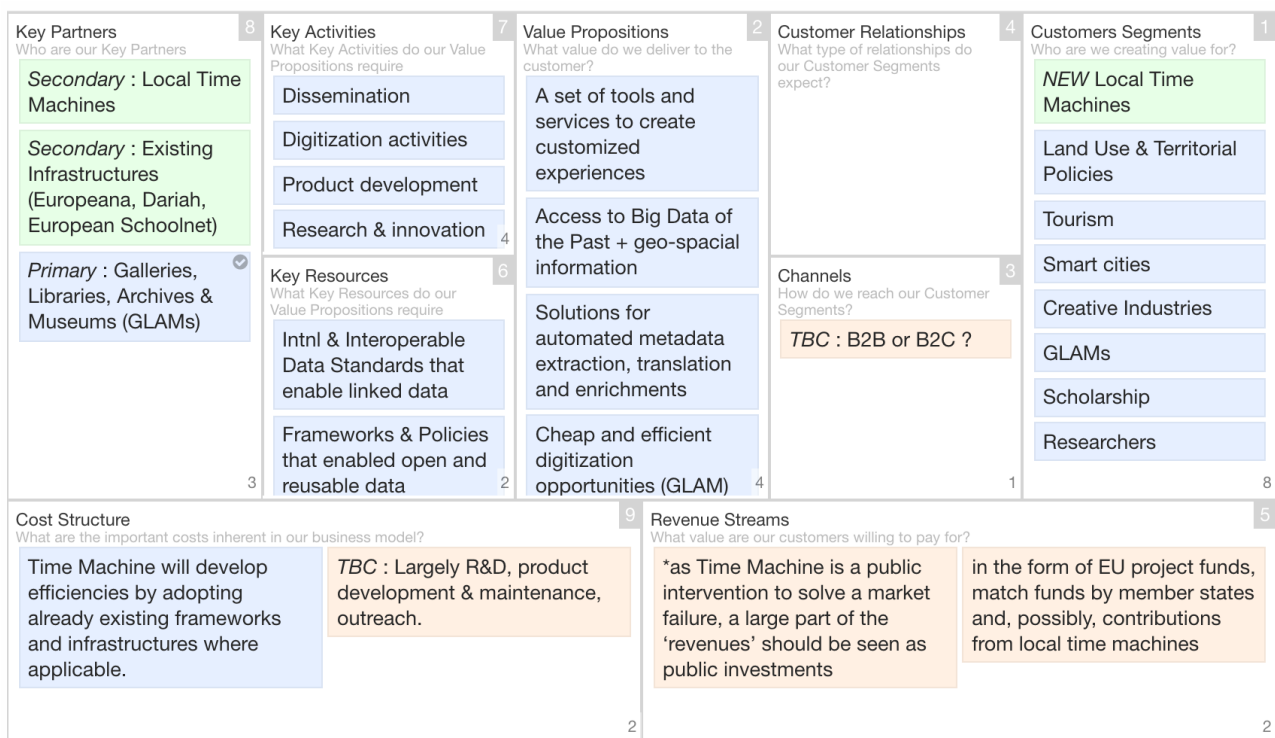 Key Partners
8
Who are our Key Partners
Secondary : Local Time
Machines
Secondary : Existing
Infrastructures
(Europeana, Dariah,
European Schoolnet)
Primary : Galleries,
Libraries, Archives &
Museums (GLAMs)
3
Key Activities
7
What Key Activities do our Value
Propositions require
Dissemination
Digitization activities
Product development
Research & innovation
4
Key Resources
6
What Key Resources do our
Value Propositions require
Intnl & Interoperable
Data Standards that
enable linked data
Frameworks & Policies
that enabled open and
reusable data
2
Value Propositions
2
What value do we deliver to the
customer?
A set of tools and
services to create
customized
experiences
Access to Big Data of
the Past + geo-spacial
information
Solutions for
automated metadata
extraction, translation
and enrichments
Cheap and efficient
digitization
opportunities (GLAM)
4
Customer Relationships
4
What type of relationships do
our Customer Segments
expect?
Channels
3
How do we reach our Customer
Segments?
TBC : B2B or B2C ?
1
Customers Segments
1
Who are we creating value for?
NEW Local Time
Machines
Land Use & Territorial
Policies
Tourism
Smart cities
Creative Industries
GLAMs
Scholarship
Researchers
8
Cost Structure
9
What are the important costs inherent in our business model?
Time Machine will develop
efficiencies by adopting
already existing frameworks
and infrastructures where
applicable.
TBC : Largely R&D, product
development & maintenance,
outreach.
2
Revenue Streams
5
What value are our customers willing to pay for?
*as Time Machine is a public
intervention to solve a market
failure, a large part of the
‘revenues’ should be seen as
public investments
in the form of EU project funds,
match funds by member states
and, possibly, contributions
from local time machines
2